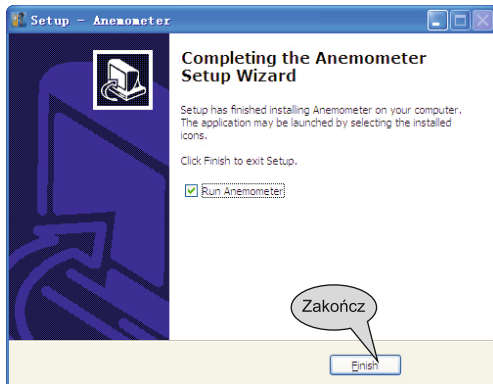 Setup - Anemometer
Completing the Anemometer
Setup Wizard
Setup has finished installing Anemometer on your computer.
The application may be launched by selecting the installed
icons.
Click Finish to exit Setup.
Run Anemometer
Zakończ
Finish